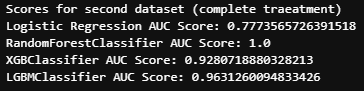 Scores for second dataset (complete traeatment)
Logistic Regression AUC Score: 0.7773565726391518
RandomForestClassifier AUC Score: 1.0
XGBClassifier AUC Score: 0.9280718880328213
LGBMClassifier AUC Score: 0.9631260094833426